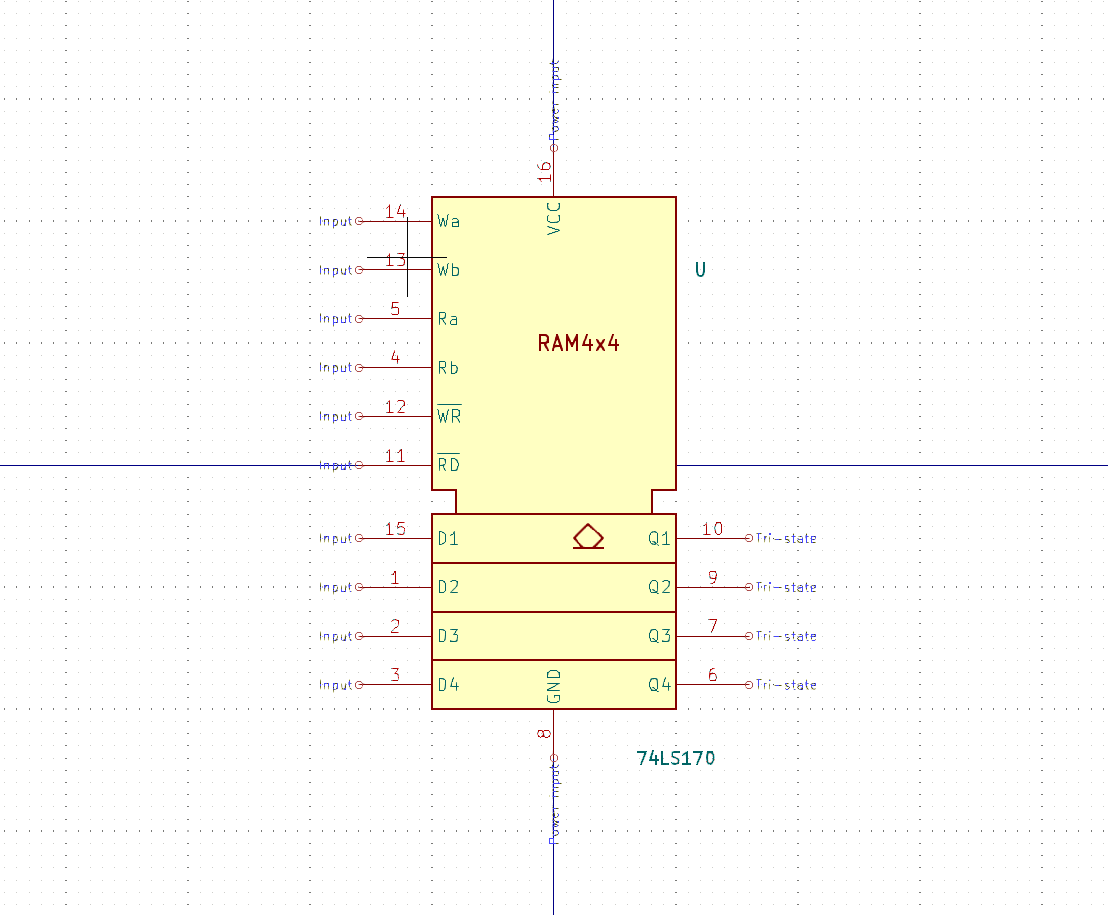 Power input
16
VCC
Input 14 Wa
Input 13 Wb
U
Input 5 Ra
RAM4x4
Input 4 Rb
Input 12 WR
Input 11 RD
Input 15 D1 Q1 10 Tri-state
Input 1 D2 Q2 9 Tri-state
Input 2 D3 Q3 7 Tri-state
Input 3 D4 Q4 6 Tri-state
GND
8
74LS170
Power input